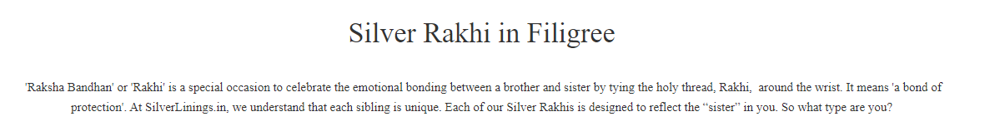 Silver Rakhi in Filigree
'Raksha Bandhan' or 'Rakhi' is a special occasion to celebrate the emotional bonding between a brother and sister by tying the holy thread, Rakhi,  around the wrist. It means 'a bond of
protection'. At SilverLinings.in, we understand that each sibling is unique. Each of our Silver Rakhis is designed to reflect the “sister” in you. So what type are you?